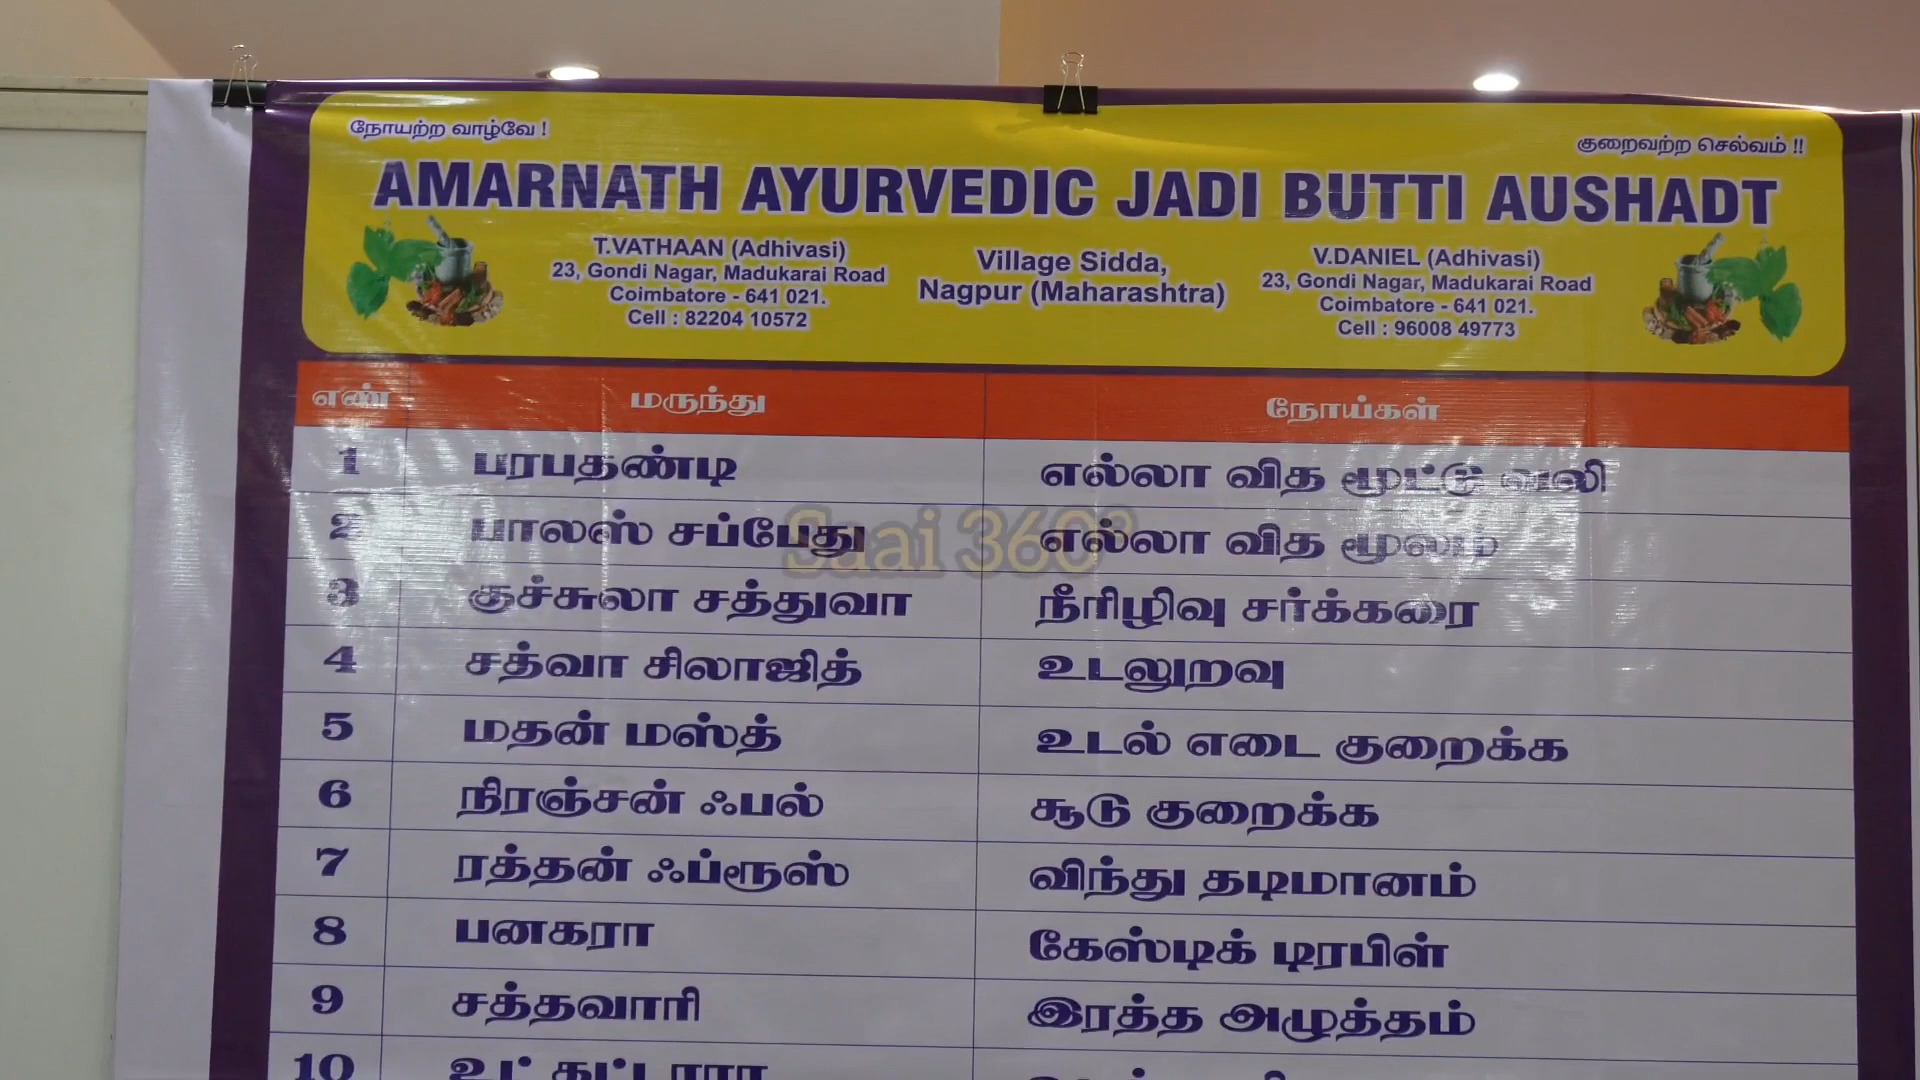 நோயற்ற வாழ்வே !
குறைவற்ற செல்வம் !!
AMARNATH AYURVEDIC JADI BUTTI AUSHADT
T.VATHAAN (Adhivasi)
23, Gondi Nagar, Madukarai Road
Coimbatore - 641 021.
Cell : 82204 10572
Village Sidda,
Nagpur (Maharashtra)
V.DANIEL (Adhivasi)
23, Gondi Nagar, Madukarai Road
Coimbatore - 641 021.
Cell : 96008 49773
எண் மருந்து நோய்கள்
1 பரபதண்டி எல்லா வித மூட்டு வலி
2 பாலஸ் சப்பேது எல்லா வித மூலம்
Saai 360°
3 குச்சுலா சத்துவா நீரிழிவு சர்க்கரை
4 சத்வா சிலாஜித் உடலுறவு
5 மதன் மஸ்த் உடல் எடை குறைக்க
6 நிரஞ்சன் ஃபல் சூடு குறைக்க
7 ரத்தன் ஃப்ரூஸ் விந்து தடிமானம்
8 பனகரா கேஸ்டிக் டிரபிள்
9 சத்தவாரி இரத்த அழுத்தம்
10